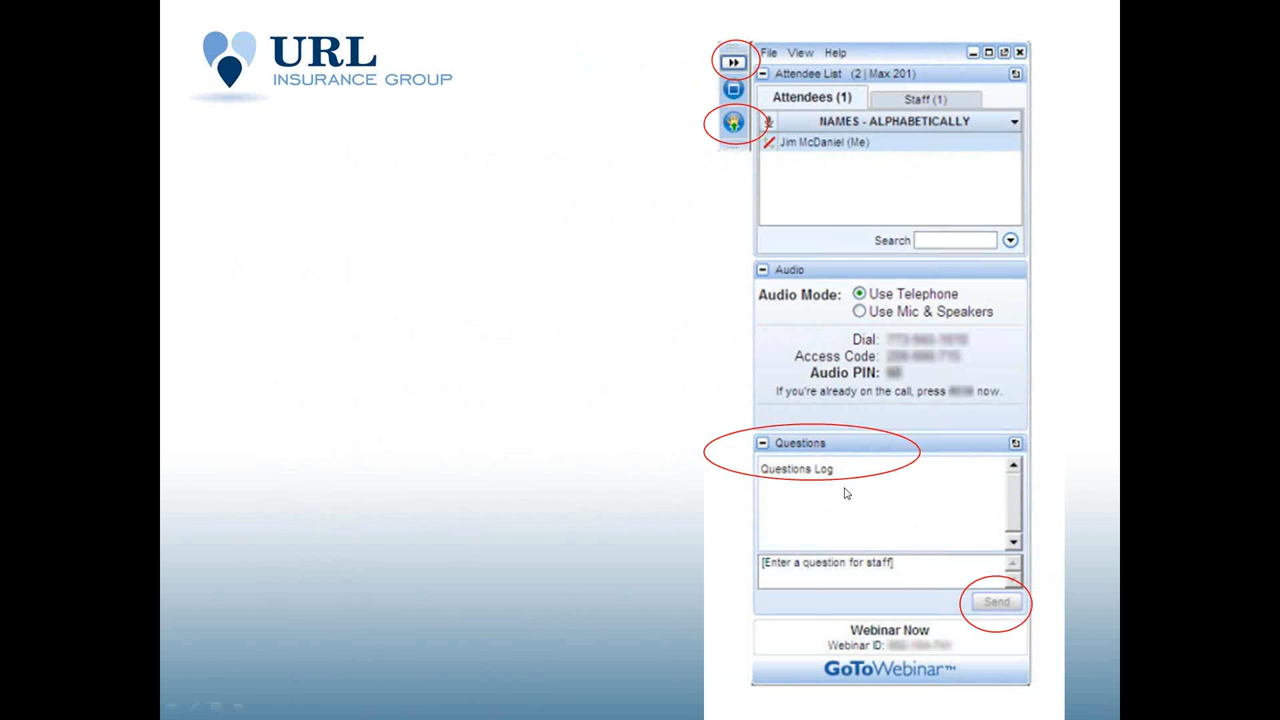 URL
INSURANCE GROUP
File View Help
Attendee List (2 | Max 201)
Attendees (1) Staff (1)
NAMES - ALPHABETICALLY
Jim McDaniel (Me)
Search
Audio
Audio Mode: Use Telephone
Use Mic & Speakers
Dial:
Access Code:
Audio PIN:
If you're already on the call, press now.
Questions
Questions Log
[Enter a question for staff]
Send
Webinar Now
Webinar ID:
GoToWebinar™